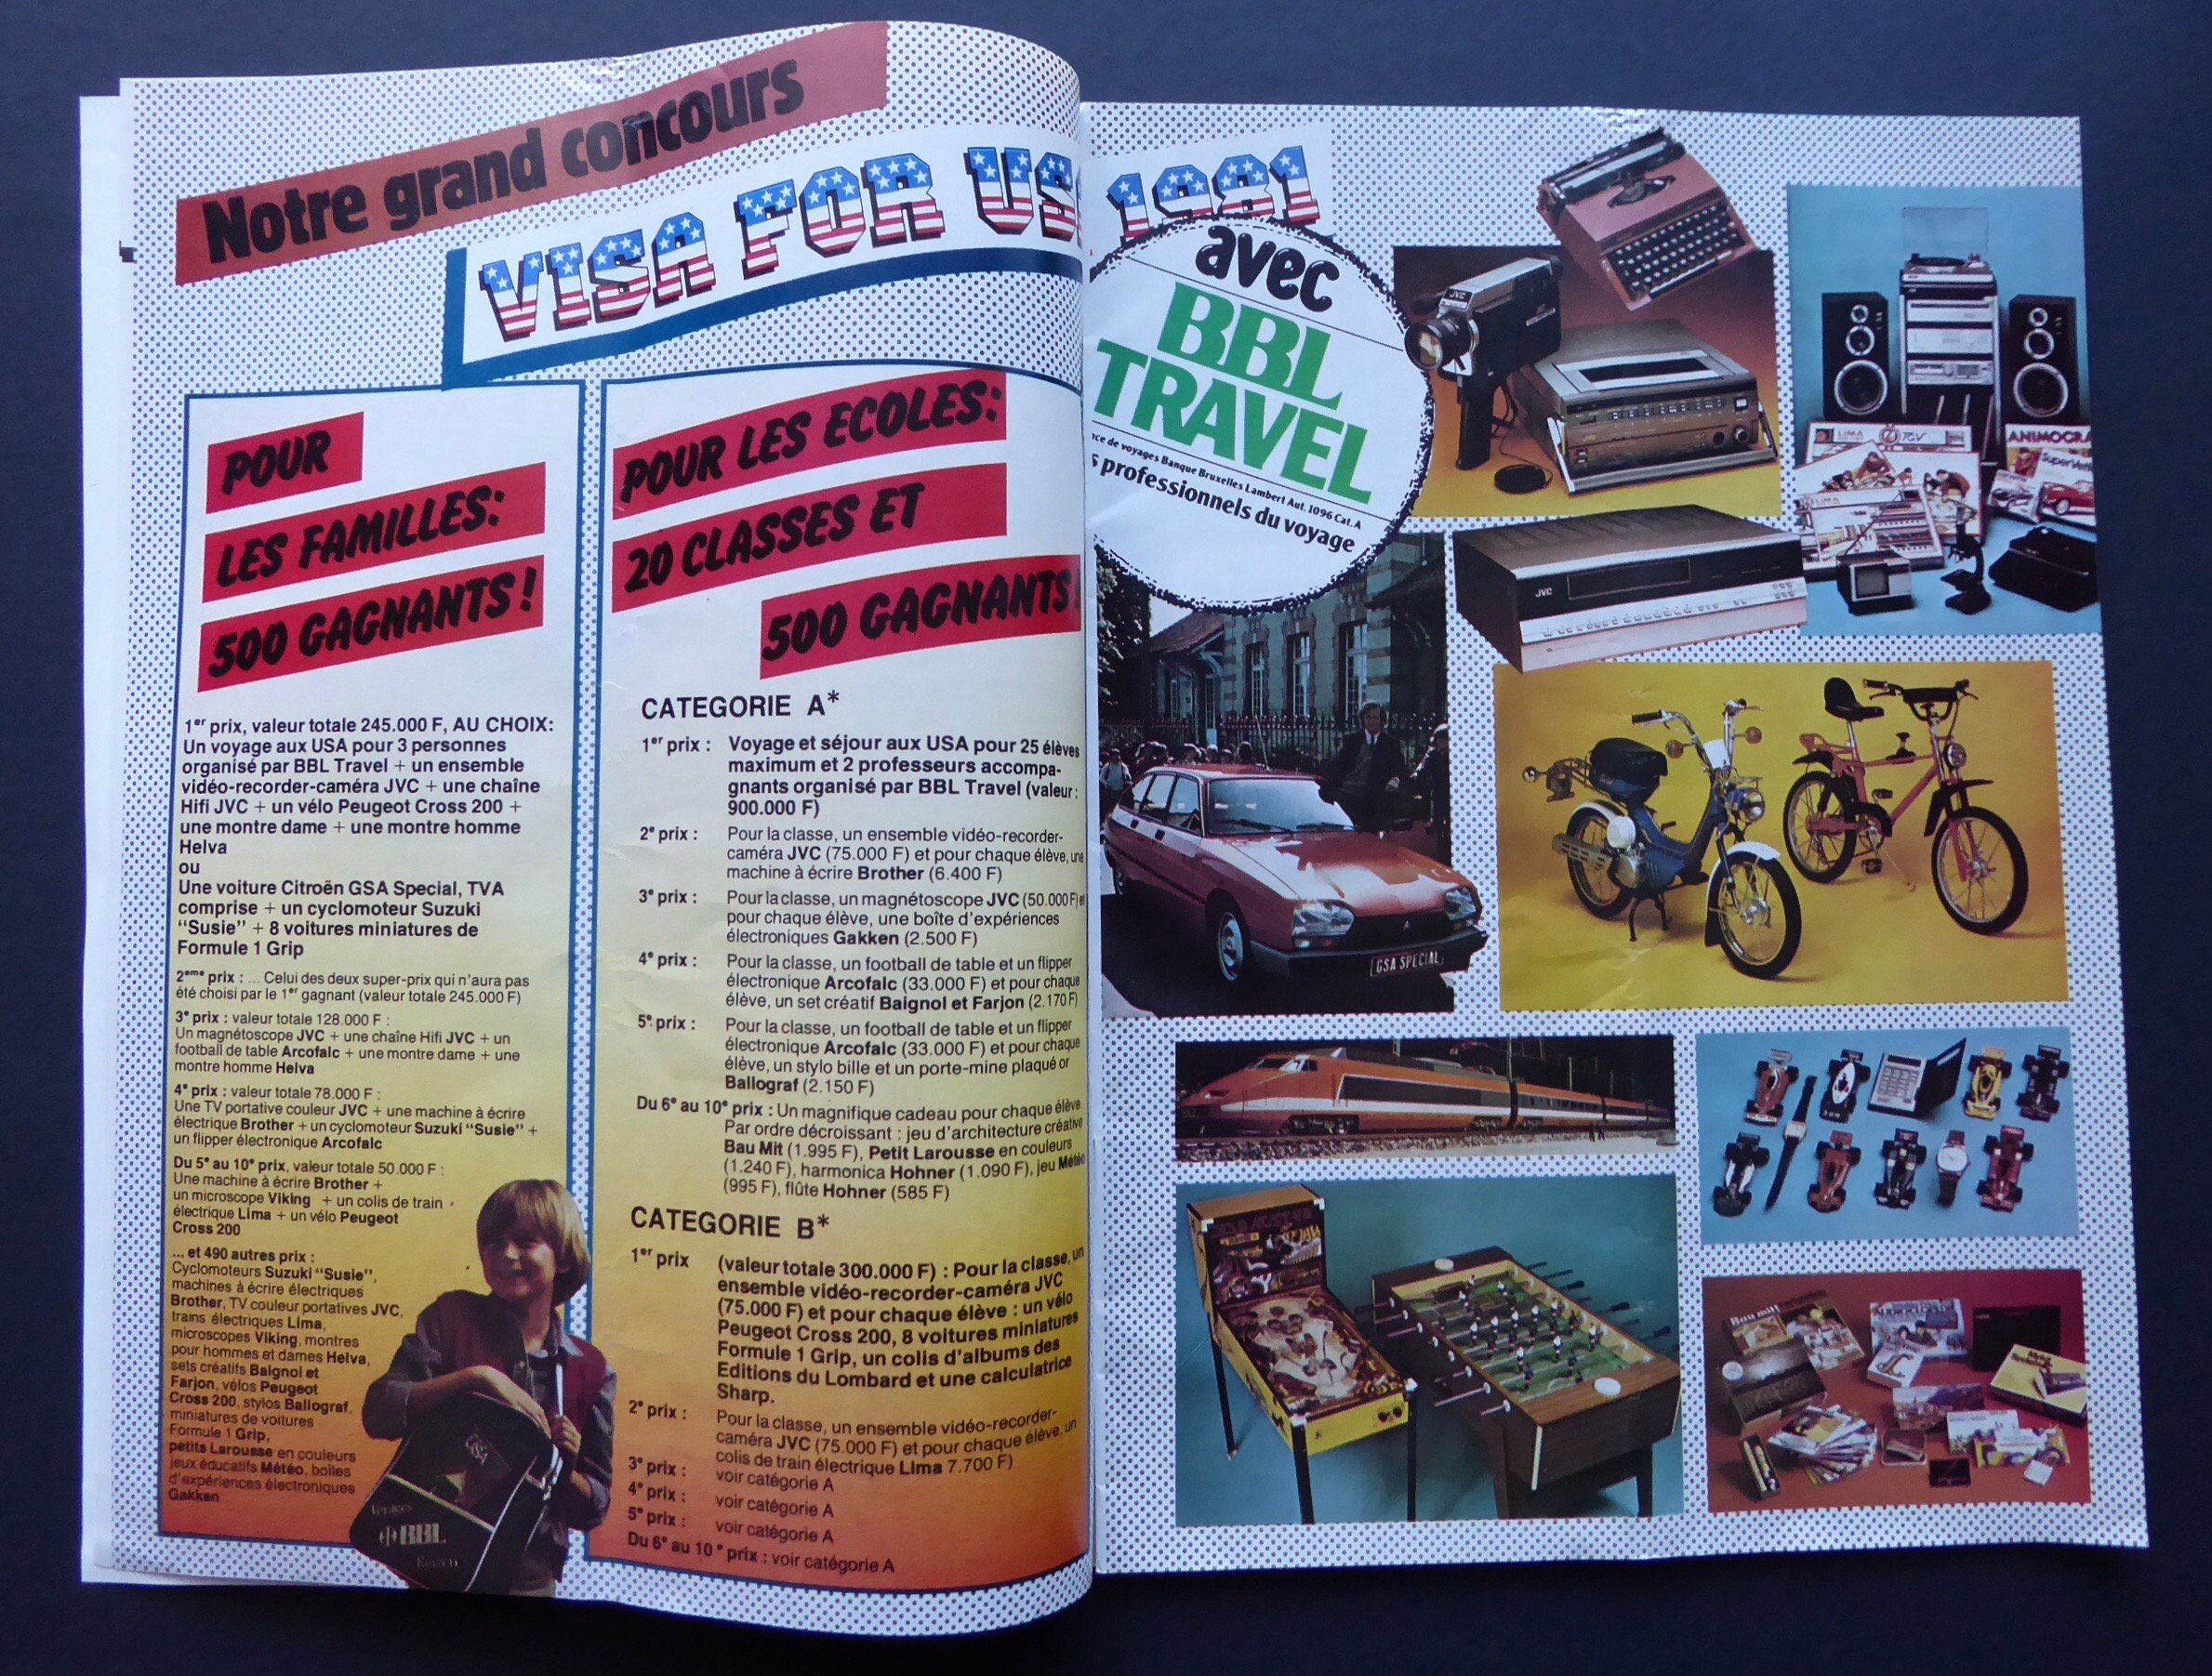 Notre grand concours
VISA FOR USA 1981
POUR
LES FAMILLES:
500 GAGNANTS!
1er prix, valeur totale 245.000 F, AU CHOIX:
Un voyage aux USA pour 3 personnes
organisé par BBL Travel + un ensemble
vidéo-recorder-caméra JVC + une chaîne
Hifi JVC + un vélo Peugeot Cross 200 +
une montre dame + une montre homme
Helva
ou
Une voiture Citroën GSA Special, TVA
comprise + un cyclomoteur Suzuki
“Susie” + 8 voitures miniatures de
Formule 1 Grip
2eme prix : ... Celui des deux super-prix qui n'aura pas
été choisi par le 1er gagnant (valeur totale 245.000 F)
3e prix : valeur totale 128.000 F :
Un magnétoscope JVC + une chaîne Hifi JVC + un
football de table Arcofalc + une montre dame + une
montre homme Helva
4e prix : valeur totale 78.000 F :
Une TV portative couleur JVC + une machine à écrire
électrique Brother + un cyclomoteur Suzuki “Susie” +
un flipper électronique Arcofalc
Du 5e au 10e prix, valeur totale 50.000 F :
Une machine à écrire Brother +
un microscope Viking + un colis de train
électrique Lima + un vélo Peugeot
Cross 200
... et 490 autres prix :
Cyclomoteurs Suzuki “Susie”,
machines à écrire électriques
Brother, TV couleur portatives JVC,
trains électriques Lima,
microscopes Viking, montres
pour hommes et dames Helva,
sets créatifs Baignol et
Farjon, vélos Peugeot
Cross 200, stylos Ballograf,
miniatures de voitures
Formule 1 Grip,
petits Larousse en couleurs
jeux éducatifs Météo, boîtes
d'expériences électroniques
Gakken
Voyages
BBL
Reizen
POUR LES ECOLES:
20 CLASSES ET
500 GAGNANTS!
CATEGORIE A*
1er prix : Voyage et séjour aux USA pour 25 élèves
maximum et 2 professeurs accompa-
gnants organisé par BBL Travel (valeur :
900.000 F)
2e prix : Pour la classe, un ensemble vidéo-recorder-
caméra JVC (75.000 F) et pour chaque élève, une
machine à écrire Brother (6.400 F)
3e prix : Pour la classe, un magnétoscope JVC (50.000 F) et
pour chaque élève, une boîte d'expériences
électroniques Gakken (2.500 F)
4e prix : Pour la classe, un football de table et un flipper
électronique Arcofalc (33.000 F) et pour chaque
élève, un set créatif Baignol et Farjon (2.170 F)
5e prix : Pour la classe, un football de table et un flipper
électronique Arcofalc (33.000 F) et pour chaque
élève, un stylo bille et un porte-mine plaqué or
Ballograf (2.150 F)
Du 6e au 10e prix : Un magnifique cadeau pour chaque élève
Par ordre décroissant : jeu d'architecture créative
Bau Mit (1.995 F), Petit Larousse en couleurs
(1.240 F), harmonica Hohner (1.090 F), jeu Météo
(995 F), flûte Hohner (585 F)
CATEGORIE B*
1er prix (valeur totale 300.000 F) : Pour la classe, un
ensemble vidéo-recorder-caméra JVC
(75.000 F) et pour chaque élève : un vélo
Peugeot Cross 200, 8 voitures miniatures
Formule 1 Grip, un colis d'albums des
Editions du Lombard et une calculatrice
Sharp.
2e prix : Pour la classe, un ensemble vidéo-recorder-
caméra JVC (75.000 F) et pour chaque élève, un
colis de train électrique Lima 7.700 F)
3e prix : voir catégorie A
4e prix : voir catégorie A
5e prix : voir catégorie A
Du 6e au 10e prix : voir catégorie A
avec
BBL
TRAVEL
de voyages Banque Bruxelles Lambert Aut. 1096 Cat. A
professionnels du voyage
JVC
JVC
LIMA
TGV
ANIMOGRA
LIMA
GSA SPECIAL